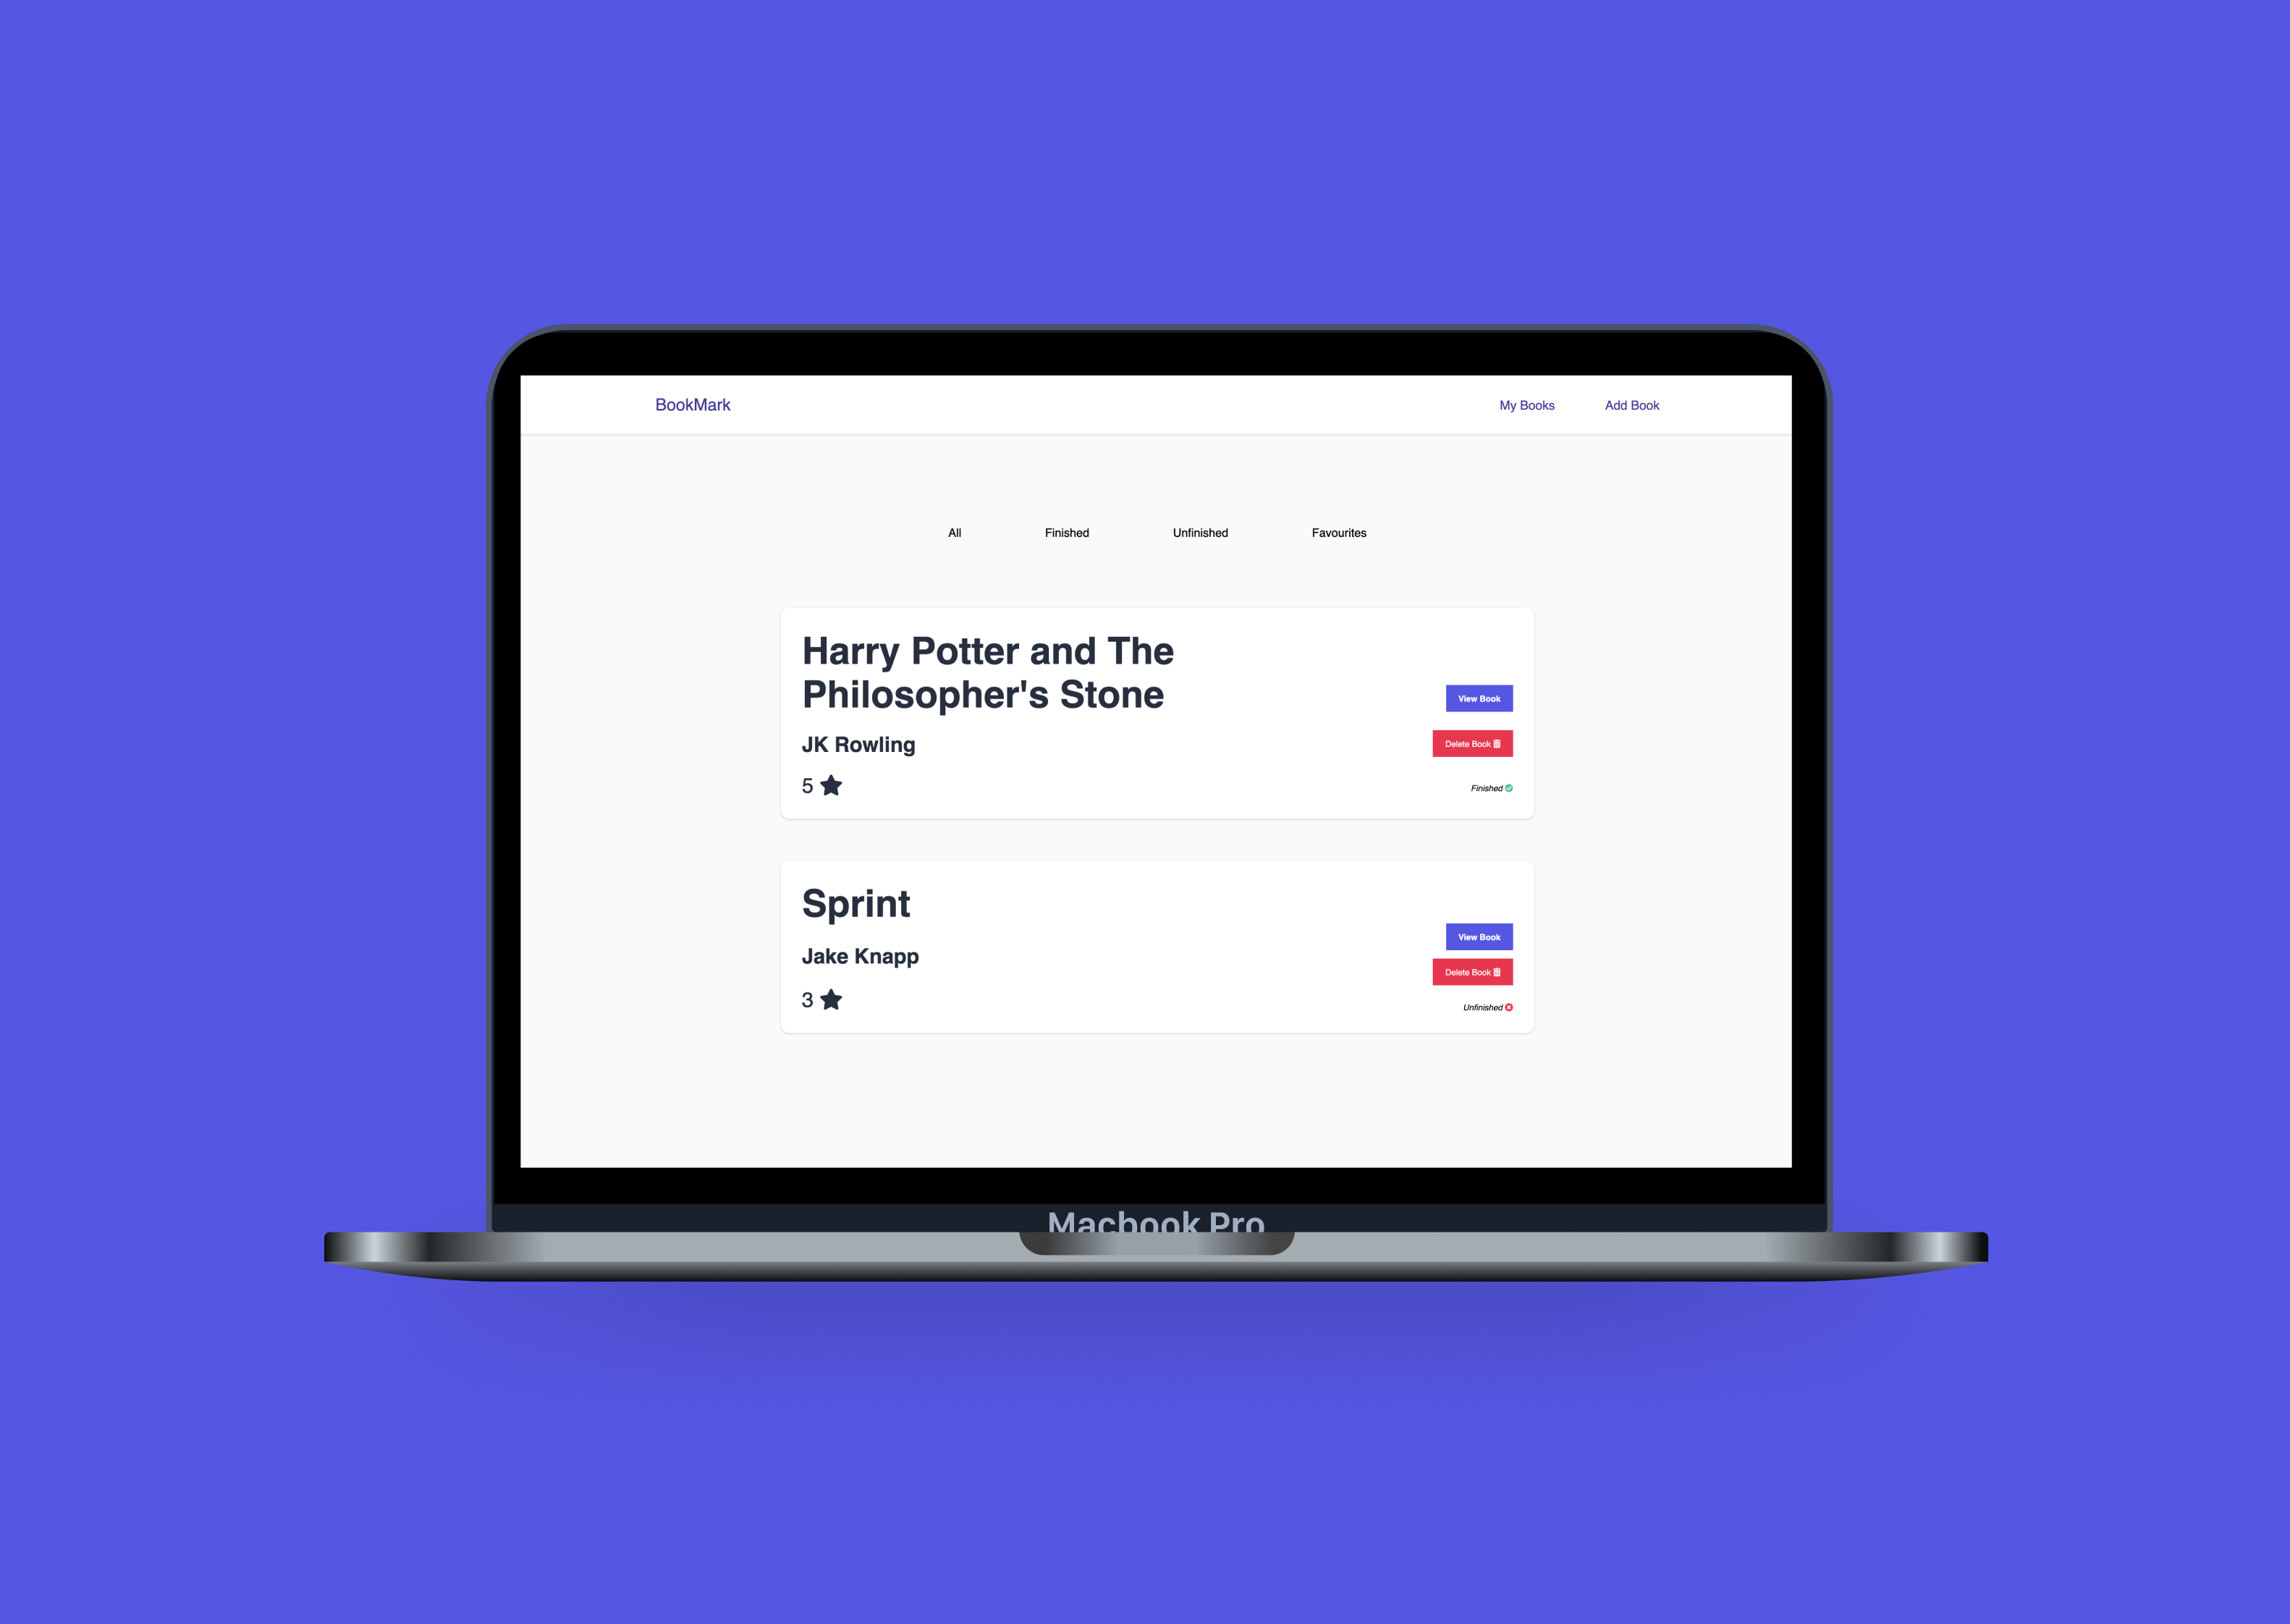 BookMark
My Books
Add Book
All
Finished
Unfinished
Favourites
Harry Potter and The
Philosopher's Stone
JK Rowling
5
View Book
Delete Book
Finished
Sprint
Jake Knapp
3
View Book
Delete Book
Unfinished
Macbook Pro